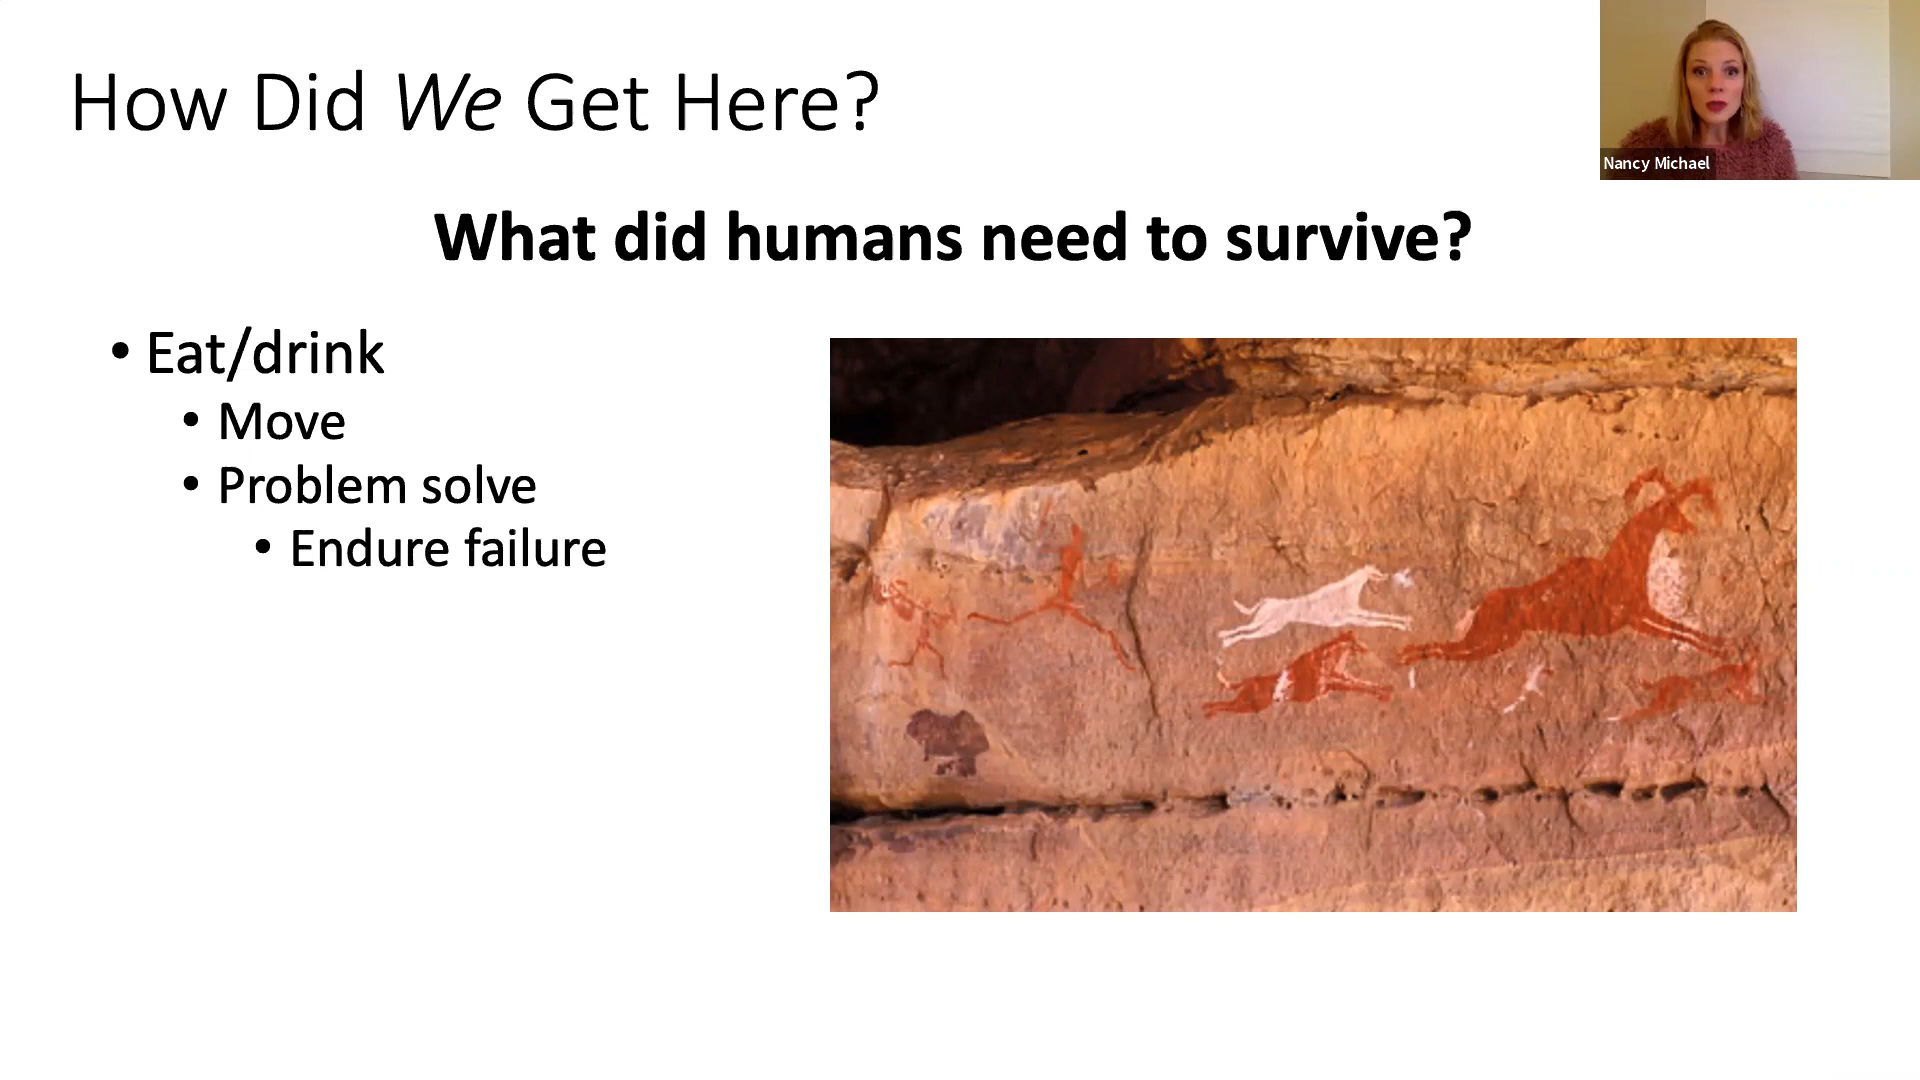 How Did We Get Here?
Nancy Michael
What did humans need to survive?
• Eat/drink
• Move
• Problem solve
• Endure failure